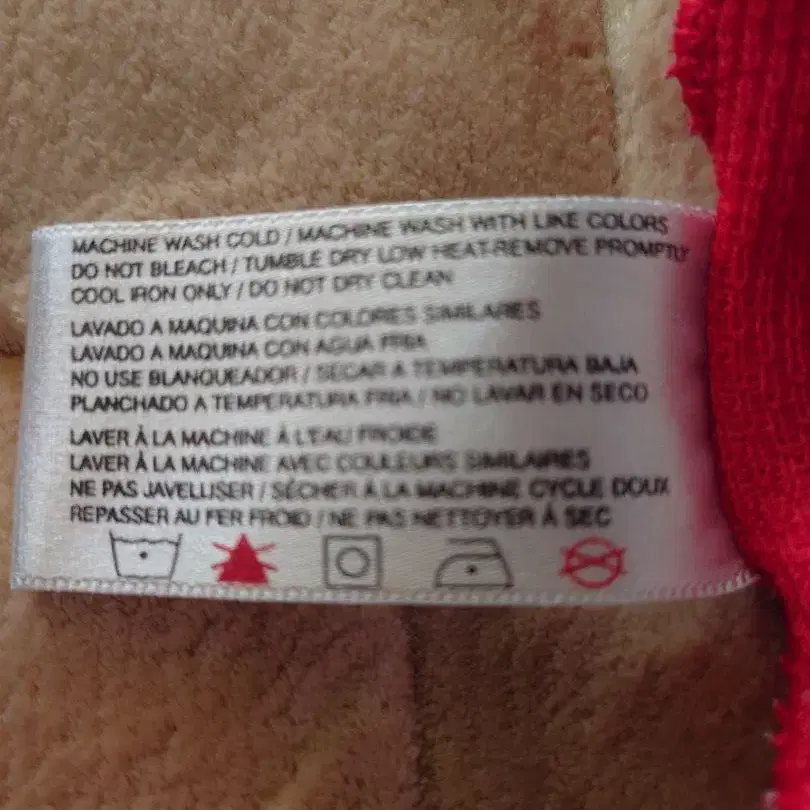 MACHINE WASH COLD / MACHINE WASH WITH LIKE COLORS
DO NOT BLEACH / TUMBLE DRY LOW HEAT-REMOVE PROMPTLY
COOL IRON ONLY / DO NOT DRY CLEAN
LAVADO A MAQUINA CON COLORES SIMILARES
LAVADO A MAQUINA CON AGUA FRIA
NO USE BLANQUEADOR / SECAR A TEMPERATURA BAJA
PLANCHADO A TEMPERATURA FRIA / NO LAVAR EN SECO
LAVER À LA MACHINE À L'EAU FROIDE
LAVER À LA MACHINE AVEC COULEURS SIMILAIRES
NE PAS JAVELLISER / SÉCHER À LA MACHINE CYCLE DOUX
REPASSER AU FER FROID / NE PAS NETTOYER À SEC